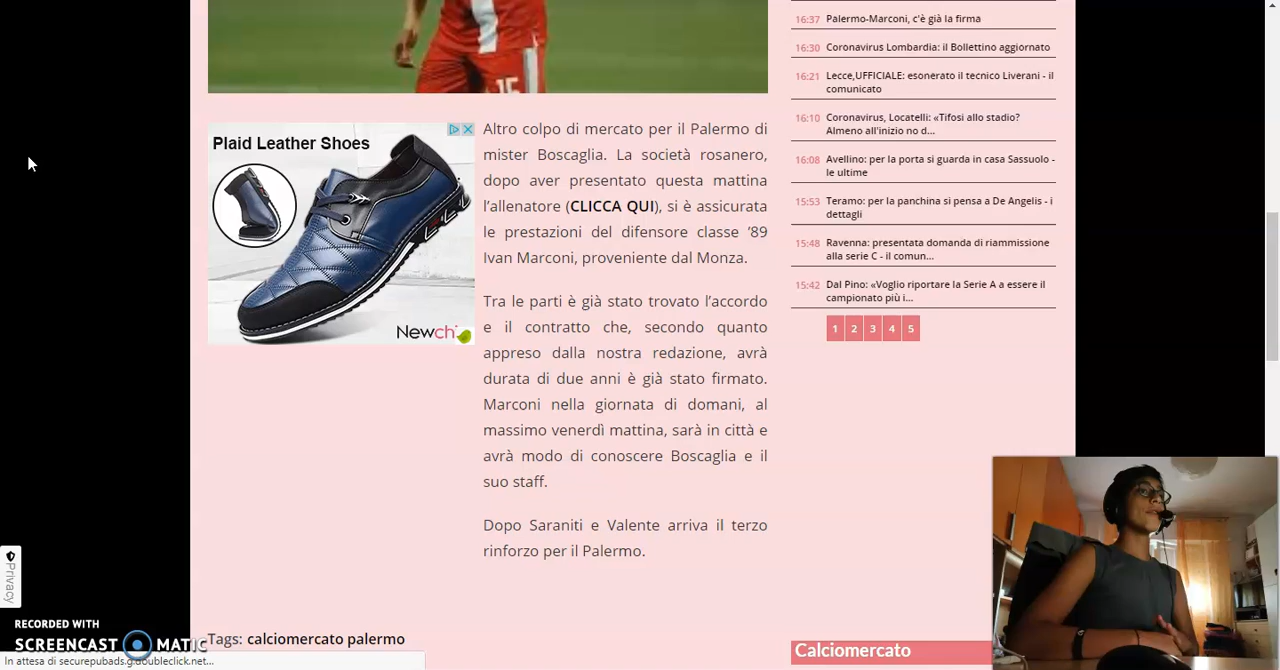 16:37 Palermo-Marconi, c'è già la firma
16:30 Coronavirus Lombardia: il Bollettino aggiornato
16:21 Lecce,UFFICIALE: esonerato il tecnico Liverani - il
comunicato
16:10 Coronavirus, Locatelli: «Tifosi allo stadio?
Almeno all'inizio no d...
16:08 Avellino: per la porta si guarda in casa Sassuolo -
le ultime
15:53 Teramo: per la panchina si pensa a De Angelis - i
dettagli
15:48 Ravenna: presentata domanda di riammissione
alla serie C - il comun...
15:42 Dal Pino: «Voglio riportare la Serie A a essere il
campionato più i...
1 2 3 4 5
15
Plaid Leather Shoes
Newchic
Altro colpo di mercato per il Palermo di
mister Boscaglia. La società rosanero,
dopo aver presentato questa mattina
l'allenatore (CLICCA QUI), si è assicurata
le prestazioni del difensore classe '89
Ivan Marconi, proveniente dal Monza.
Tra le parti è già stato trovato l'accordo
e il contratto che, secondo quanto
appreso dalla nostra redazione, avrà
durata di due anni è già stato firmato.
Marconi nella giornata di domani, al
massimo venerdì mattina, sarà in città e
avrà modo di conoscere Boscaglia e il
suo staff.
Dopo Saraniti e Valente arriva il terzo
rinforzo per il Palermo.
Privacy
RECORDED WITH
SCREENCAST MATIC
Tags: calciomercato palermo
In attesa di securepubads.g.doubleclick.net...
Calciomercato